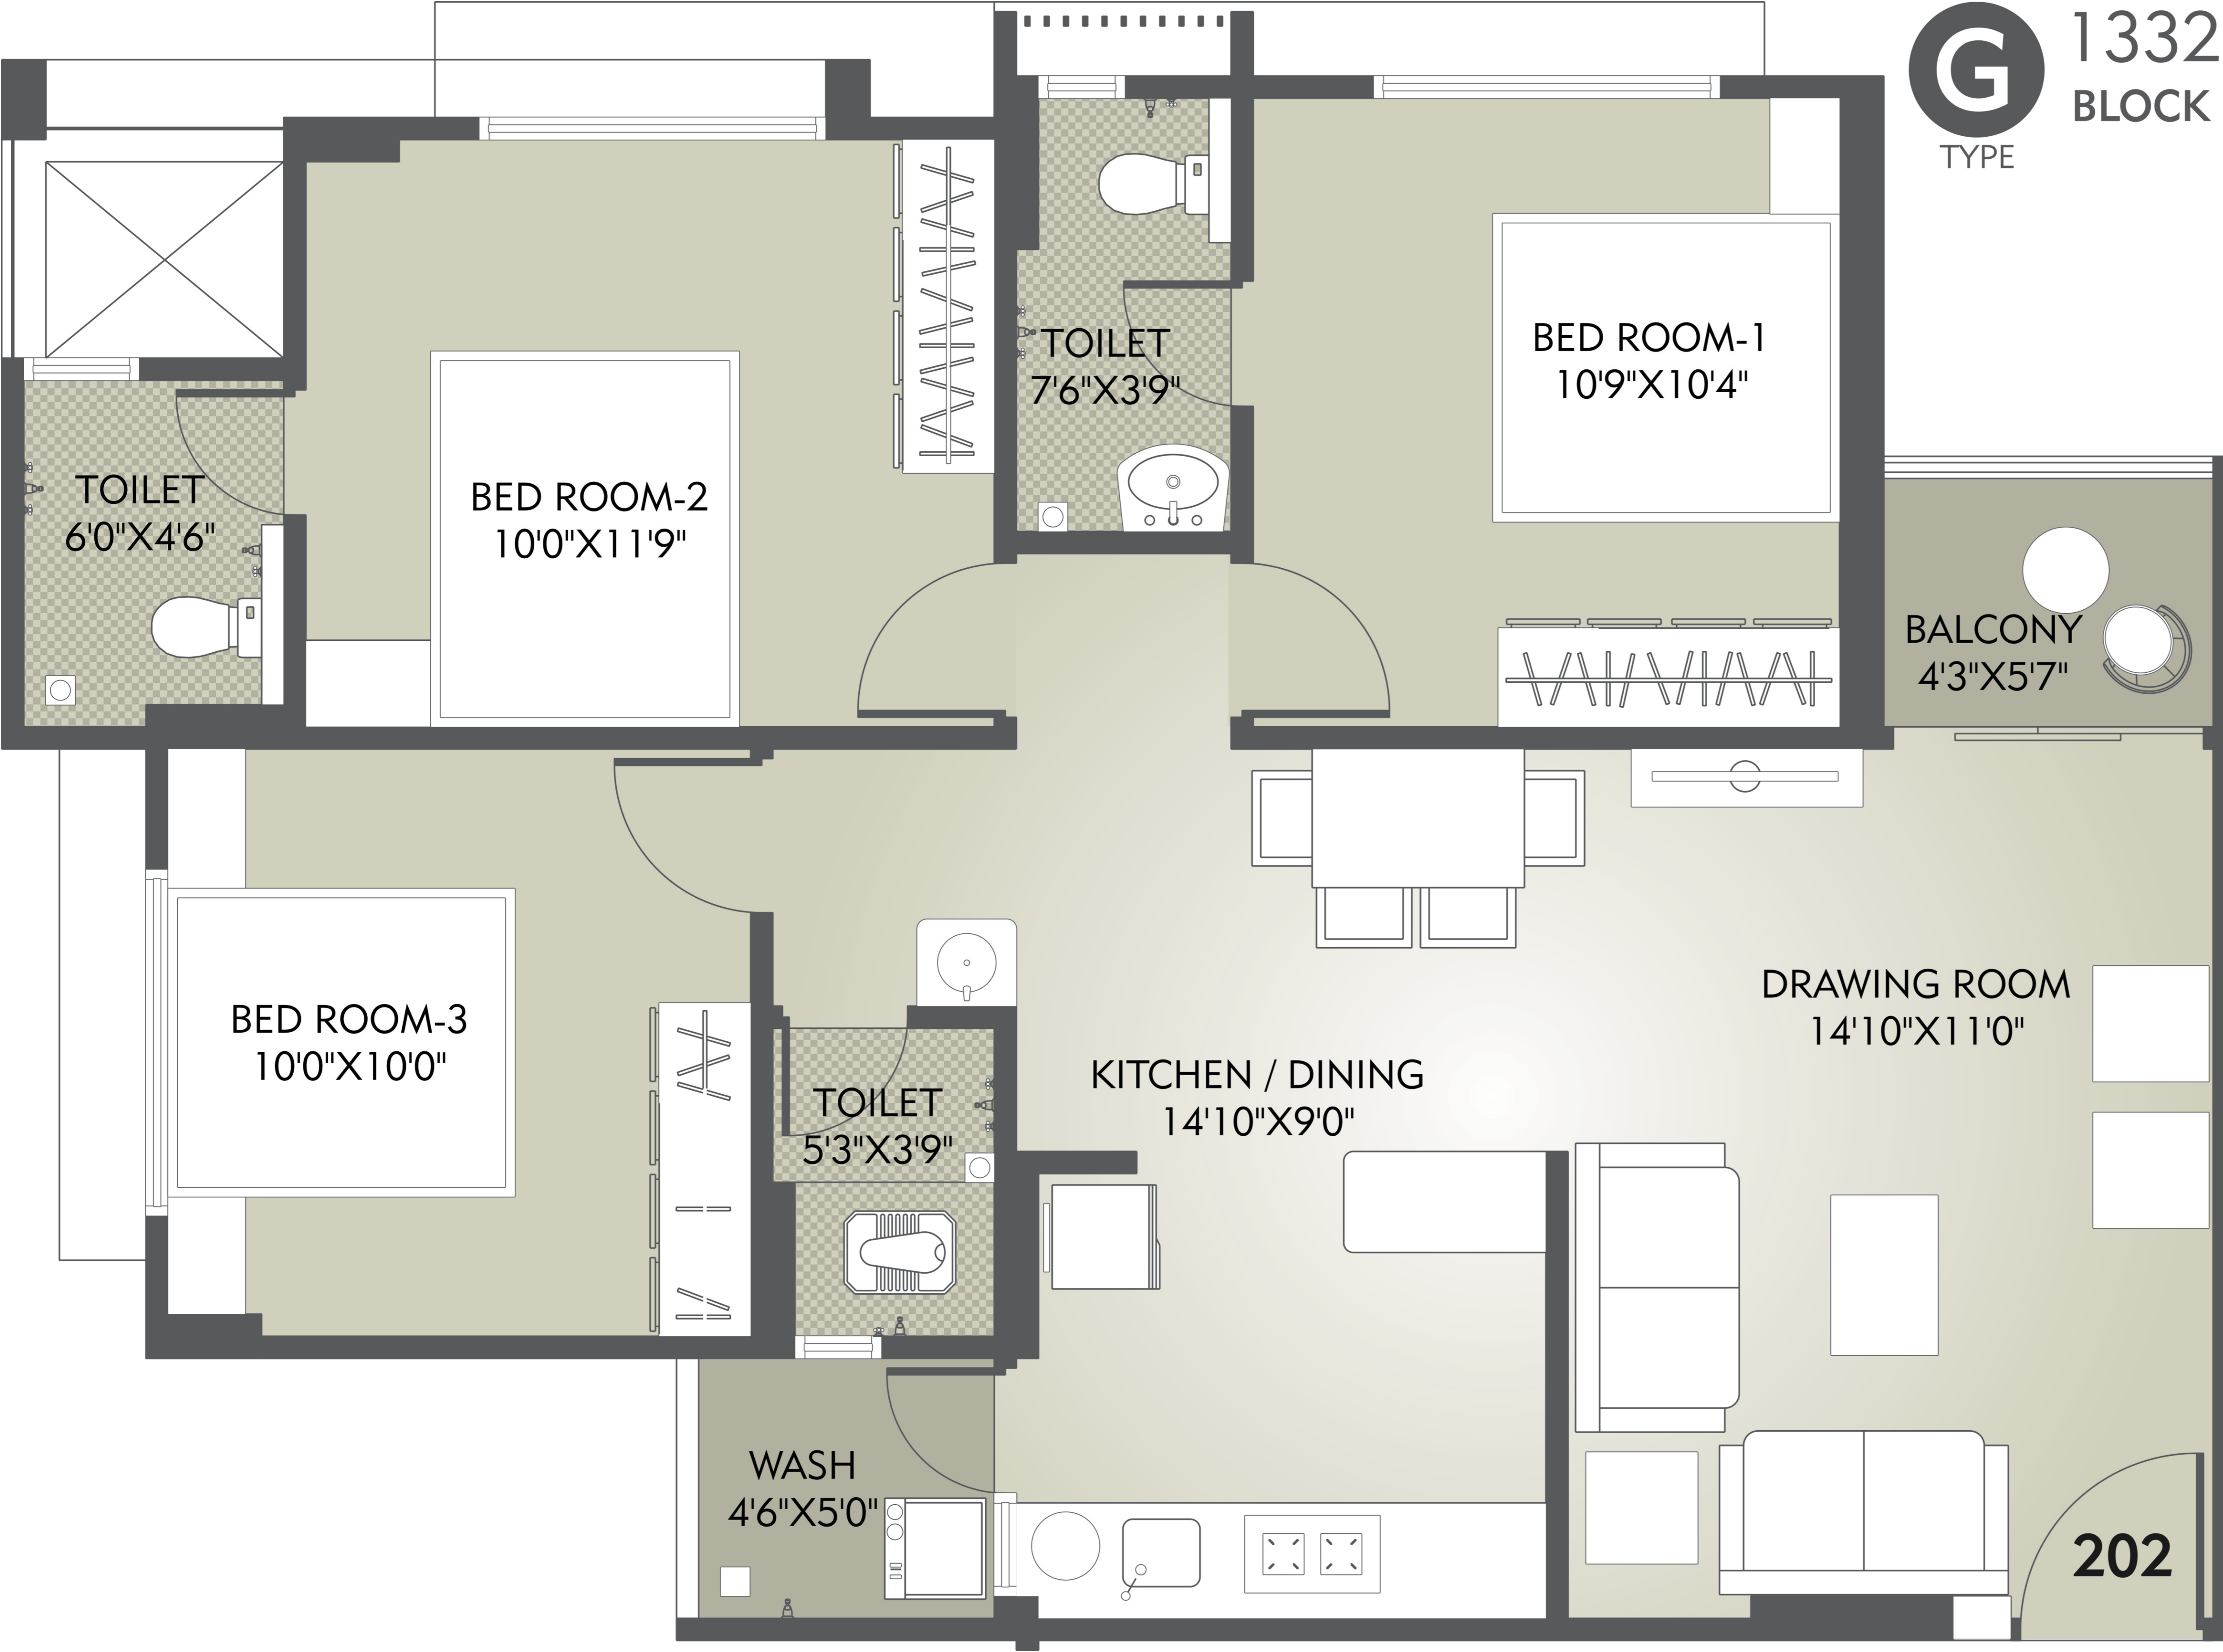 G
TYPE
1332
BLOCK
TOILET
7'6"X3'9"
BED ROOM-1
10'9"X10'4"
TOILET
6'0"X4'6"
BED ROOM-2
10'0"X11'9"
BALCONY
4'3"X5'7"
BED ROOM-3
10'0"X10'0"
DRAWING ROOM
14'10"X11'0"
KITCHEN / DINING
14'10"X9'0"
TOILET
5'3"X3'9"
WASH
4'6"X5'0"
202